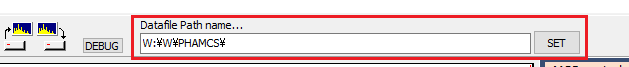 Datafile Path name...
DEBUG
W:¥W¥PHAMCS¥
SET